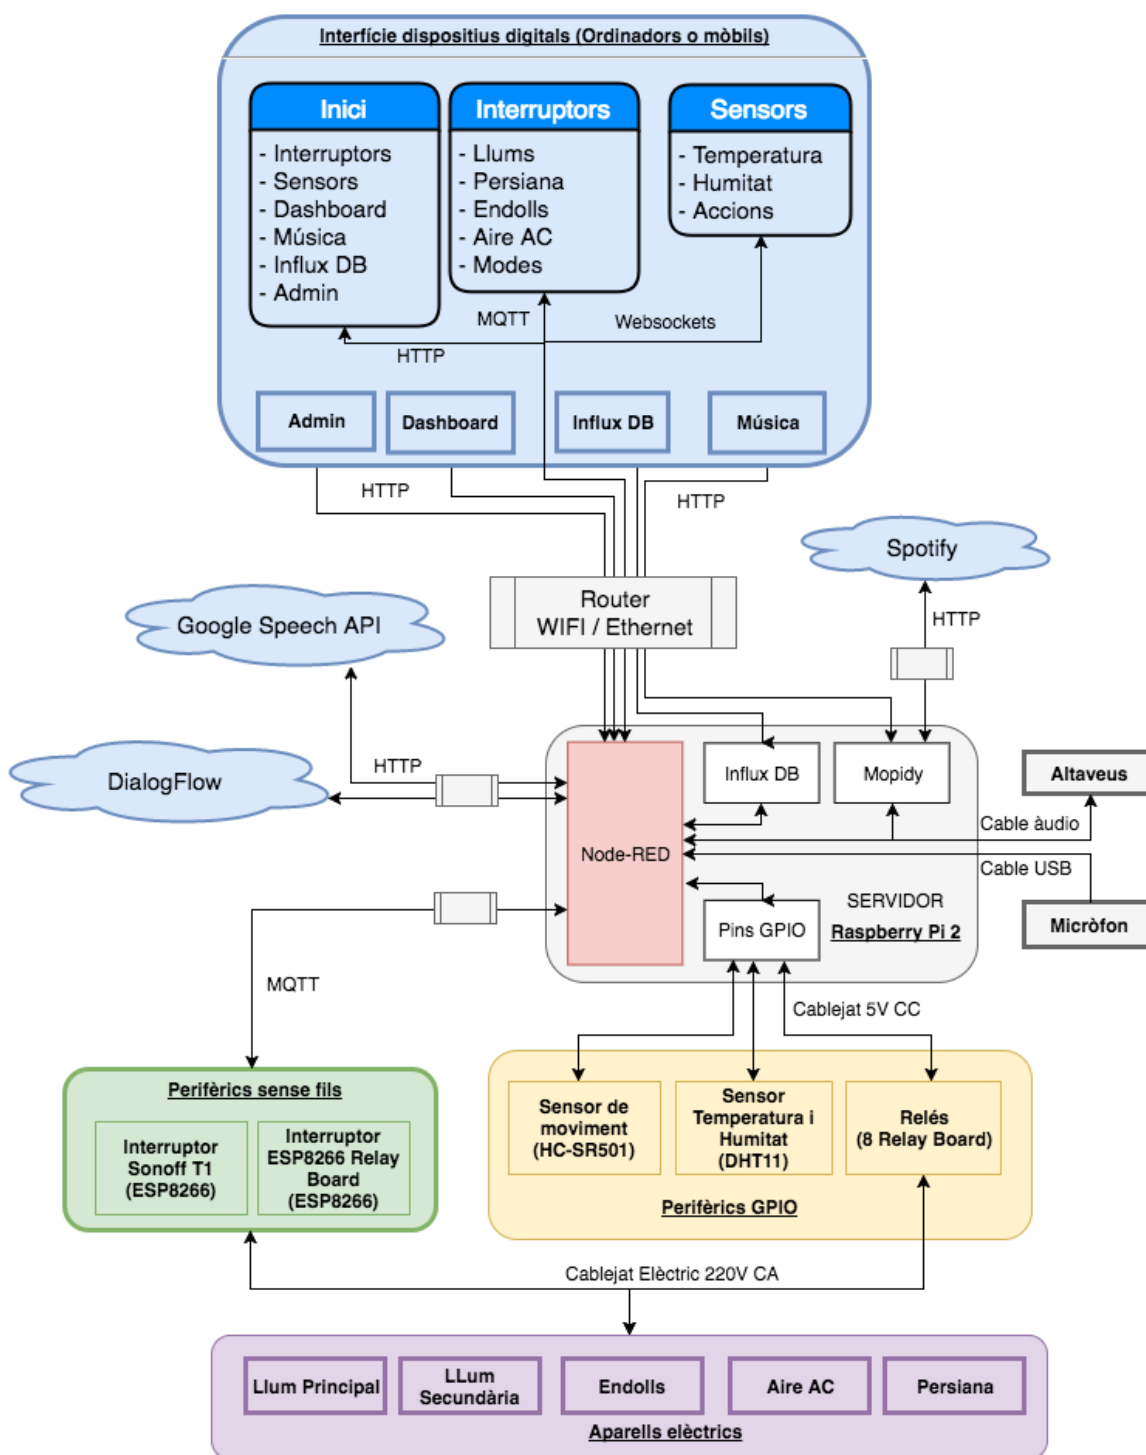 Interfície dispositius digitals (Ordinadors o mòbils)
Inici
- Interruptors
- Sensors
- Dashboard
- Música
- Influx DB
- Admin
Interruptors
- Llums
- Persiana
- Endolls
- Aire AC
- Modes
Sensors
- Temperatura
- Humitat
- Accions
MQTT
Websockets
HTTP
Admin
Dashboard
Influx DB
Música
HTTP
HTTP
Spotify
Google Speech API
Router
WIFI / Ethernet
HTTP
DialogFlow
HTTP
Influx DB
Mopidy
Altaveus
Cable àudio
Node-RED
Cable USB
SERVIDOR
Raspberry Pi 2
Pins GPIO
Micròfon
MQTT
Cablejat 5V CC
Perifèrics sense fils
Interruptor
Sonoff T1
(ESP8266)
Interruptor
ESP8266 Relay
Board
(ESP8266)
Sensor de
moviment
(HC-SR501)
Sensor
Temperatura i
Humitat
(DHT11)
Relés
(8 Relay Board)
Perifèrics GPIO
Cablejat Elèctric 220V CA
Llum Principal
LLum
Secundària
Endolls
Aire AC
Persiana
Aparells elèctrics